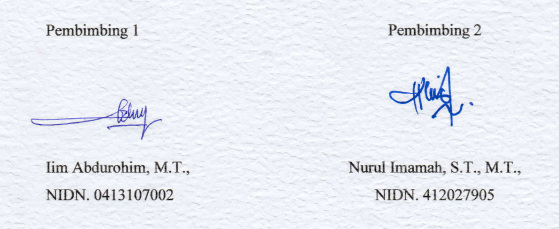 Pembimbing 1
Pembimbing 2
Iim Abdurohim, M.T.,
Nurul Imamah, S.T., M.T.,
NIDN. 0413107002
NIDN. 412027905